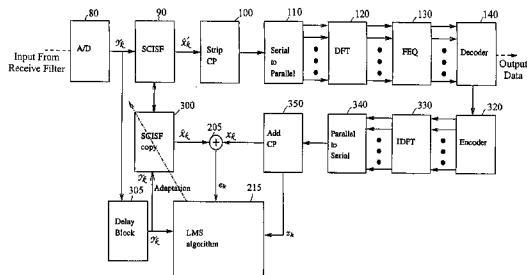 80
90
100
110
120
130
140
Input From
Receive Filter
A/D
SCISF
Strip
CP
Serial
to
Parallel
DFT
FEQ
Decoder
Output
Data
300
350
340
330
320
SCISF
copy
205
Add
CP
Parallel
to
Serial
IDFT
Encoder
Adaptation
305
215
Delay
Block
LMS
algorithm